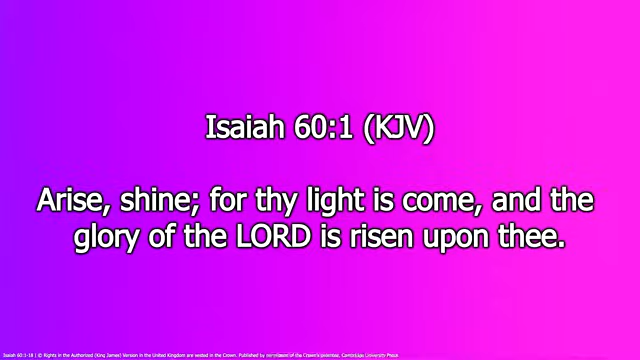 Isaiah 60:1 (KJV)
Arise, shine; for thy light is come, and the
glory of the LORD is risen upon thee.
Isaiah 60:1-18 | © Rights in the Authorized (King James) Version in the United Kingdom are vested in the Crown. Published by permission of the Crown's patentee, Cambridge University Press